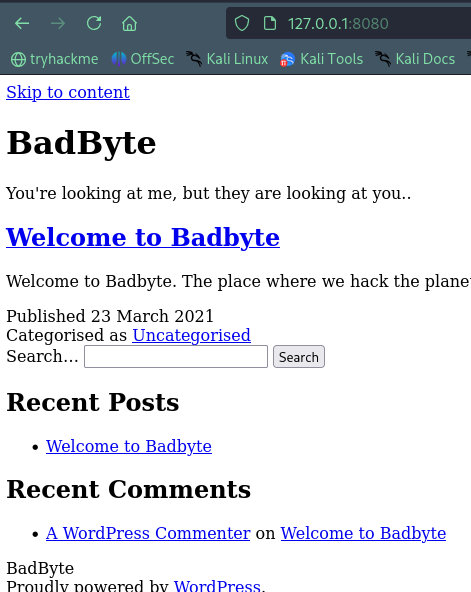 127.0.0.1:8080
tryhackme OffSec Kali Linux Kali Tools Kali Docs
Skip to content
BadByte
You're looking at me, but they are looking at you..
Welcome to Badbyte
Welcome to Badbyte. The place where we hack the plane
Published 23 March 2021
Categorised as Uncategorised
Search… Search
Recent Posts
• Welcome to Badbyte
Recent Comments
• A WordPress Commenter on Welcome to Badbyte
BadByte
Proudly powered by WordPress.